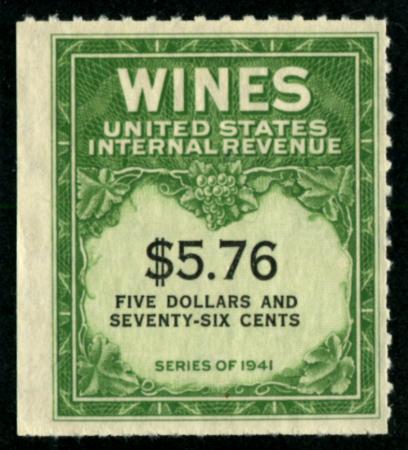 WINES
UNITED STATES
INTERNAL REVENUE
$5.76
FIVE DOLLARS AND
SEVENTY-SIX CENTS
SERIES OF 1941